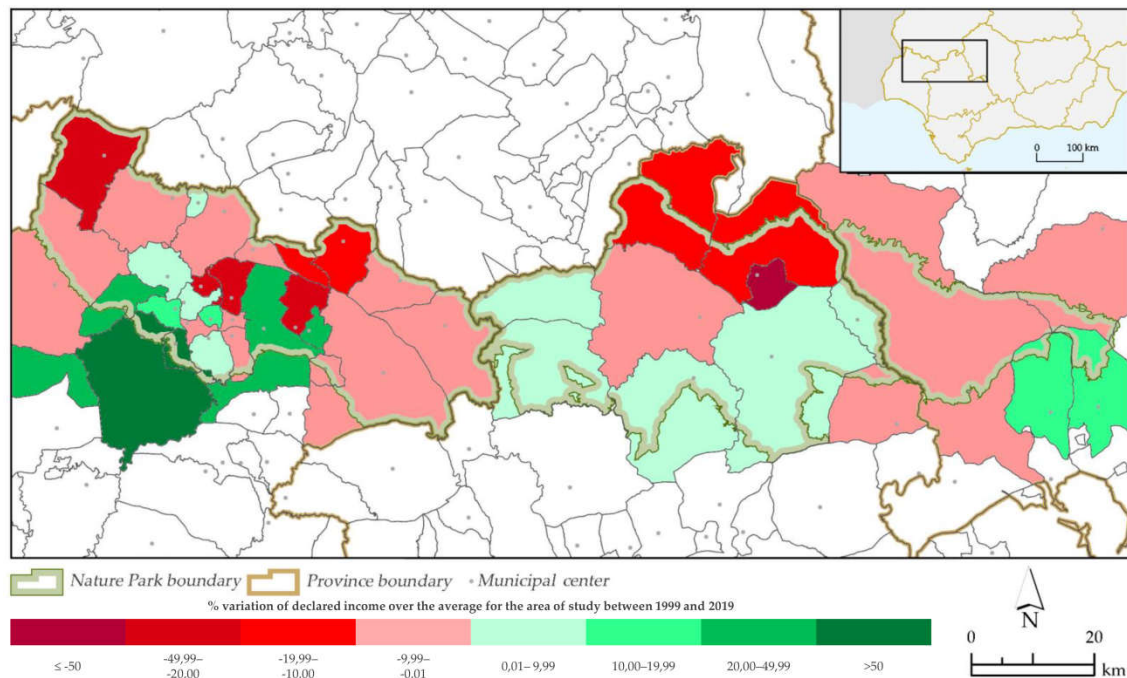 0 100 km
Nature Park boundary Province boundary Municipal center
% variation of declared income over the average for the area of study between 1999 and 2019
≤ -50
-49,99–
-20.00
-19,99–
-10.00
-9,99–
-0.01
0,01– 9,99
10,00–19,99
20,00–49,99
>50
N
0 20
km